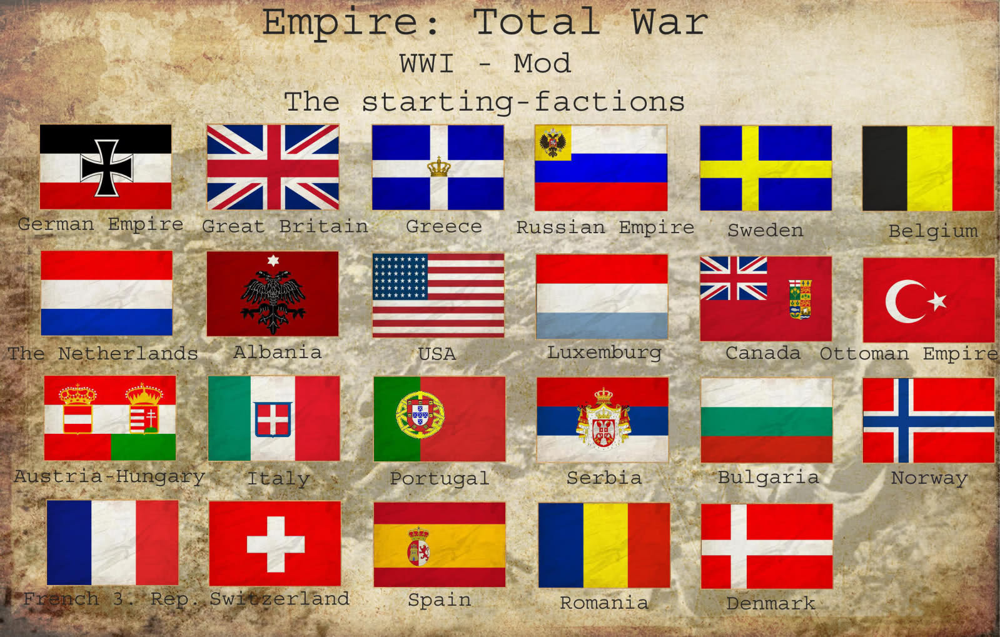 Empire: Total War
WWI - Mod
The starting-factions
German Empire Great Britain Greece Russian Empire Sweden Belgium
The Netherlands Albania USA Luxemburg Canada Ottoman Empire
Austria-Hungary Italy Portugal Serbia Bulgaria Norway
French 3. Rep. Switzerland Spain Romania Denmark